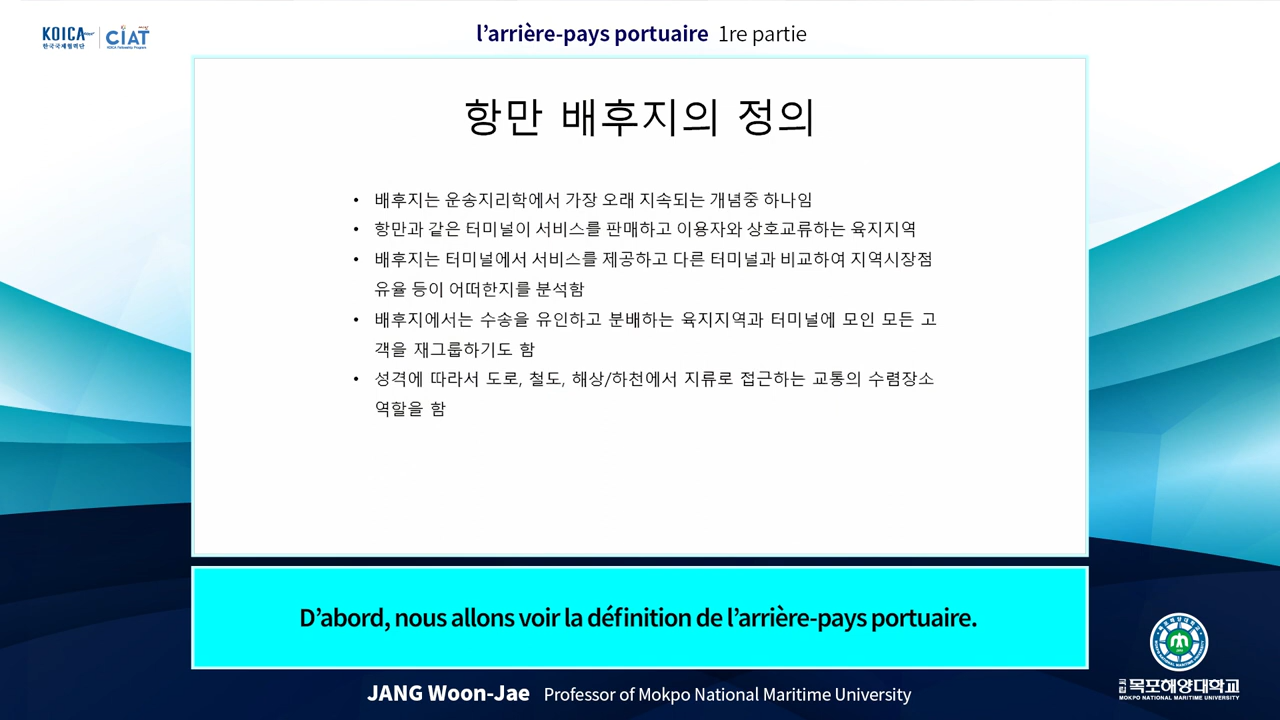 KOICA
한국국제협력단
CIAT
KOICA Fellowship Program
l’arrière-pays portuaire 1re partie
항만 배후지의 정의
• 배후지는 운송지리학에서 가장 오래 지속되는 개념중 하나임
• 항만과 같은 터미널이 서비스를 판매하고 이용자와 상호교류하는 육지지역
• 배후지는 터미널에서 서비스를 제공하고 다른 터미널과 비교하여 지역시장점
유율 등이 어떠한지를 분석함
• 배후지에서는 수송을 유인하고 분배하는 육지지역과 터미널에 모인 모든 고
객을 재그룹하기도 함
• 성격에 따라서 도로, 철도, 해상/하천에서 지류로 접근하는 교통의 수렴장소
역할을 함
D’abord, nous allons voir la définition de l’arrière-pays portuaire.
JANG Woon-Jae Professor of Mokpo National Maritime University
국립 목포해양대학교
MOKPO NATIONAL MARITIME UNIVERSITY